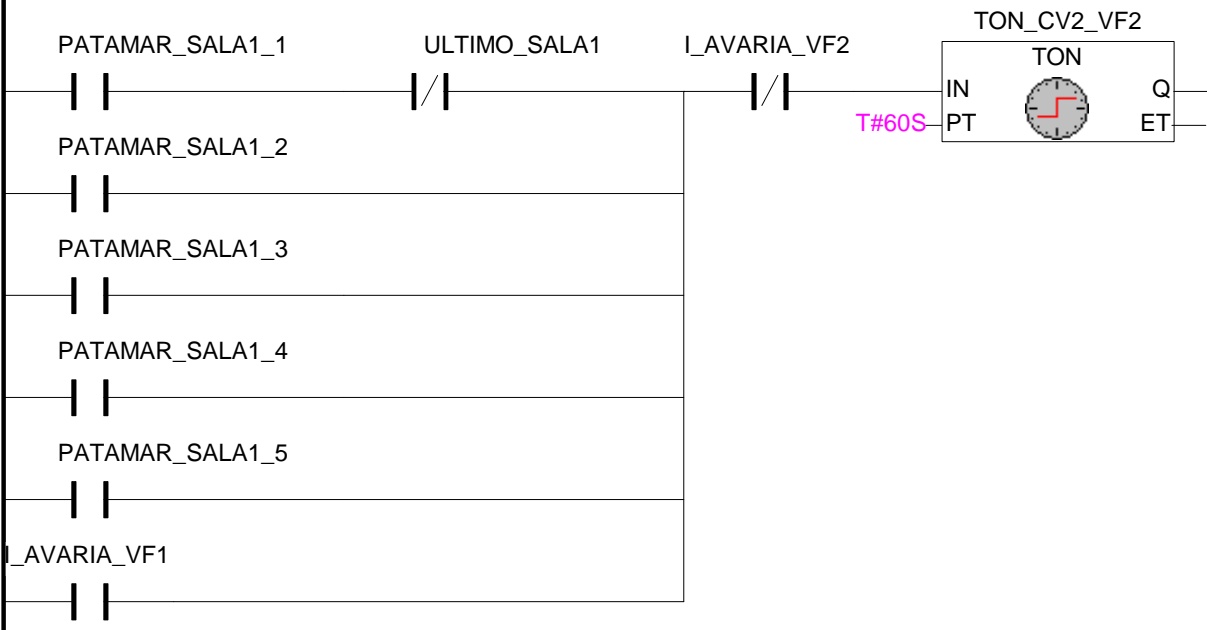 TON_CV2_VF2
PATAMAR_SALA1_1 ULTIMO_SALA1 I_AVARIA_VF2
TON
IN Q
T#60S PT ET
PATAMAR_SALA1_2
PATAMAR_SALA1_3
PATAMAR_SALA1_4
PATAMAR_SALA1_5
I_AVARIA_VF1